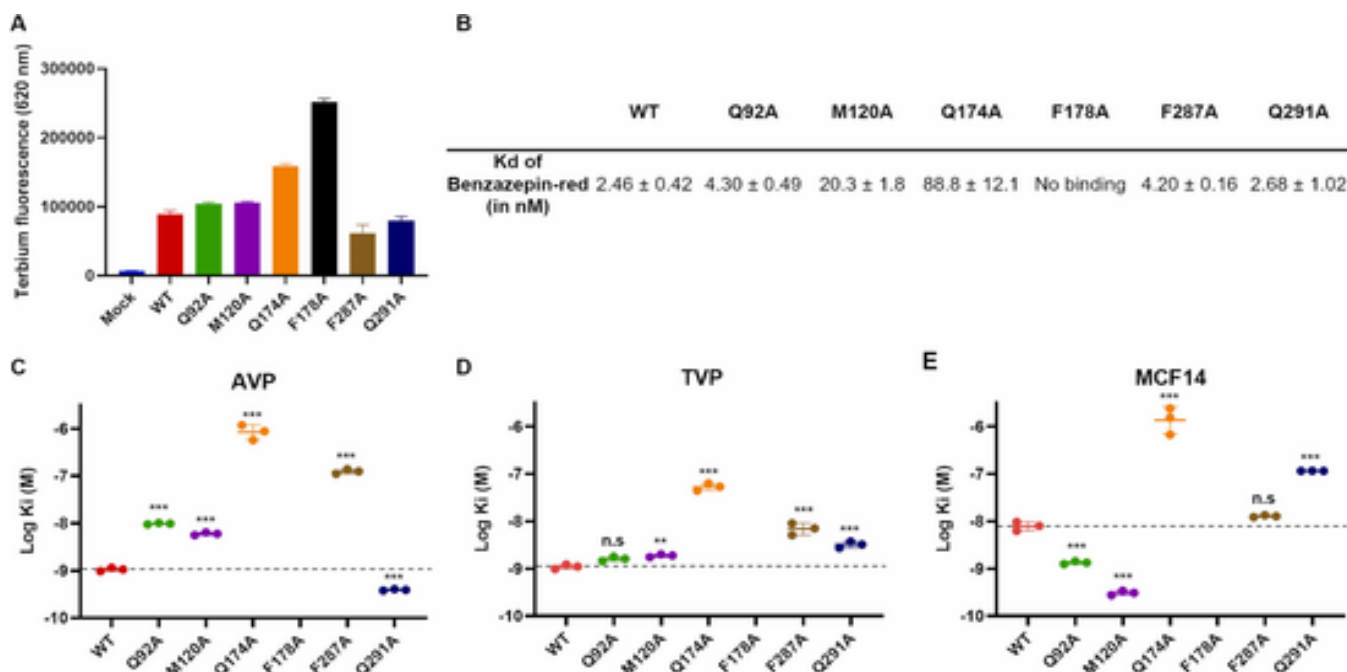 A
Terbium fluorescence (620 nm)
300000
200000
100000
0
Mock
WT
Q92A
M120A
Q174A
F178A
F287A
Q291A
B
WT Q92A M120A Q174A F178A F287A Q291A
Kd of
Benzazepin-red 2.46 ± 0.42 4.30 ± 0.49 20.3 ± 1.8 88.8 ± 12.1 No binding 4.20 ± 0.16 2.68 ± 1.02
(in nM)
C
AVP
Log Ki (M)
-6
-7
-8
-9
-10
***
***
***
***
***
WT
Q92A
M120A
Q174A
F178A
F287A
Q291A
D
TVP
Log Ki (M)
-6
-7
-8
-9
-10
n.s
**
***
***
***
WT
Q92A
M120A
Q174A
F178A
F287A
Q291A
E
MCF14
Log Ki (M)
-6
-7
-8
-9
-10
***
***
***
n.s
***
WT
Q92A
M120A
Q174A
F178A
F287A
Q291A